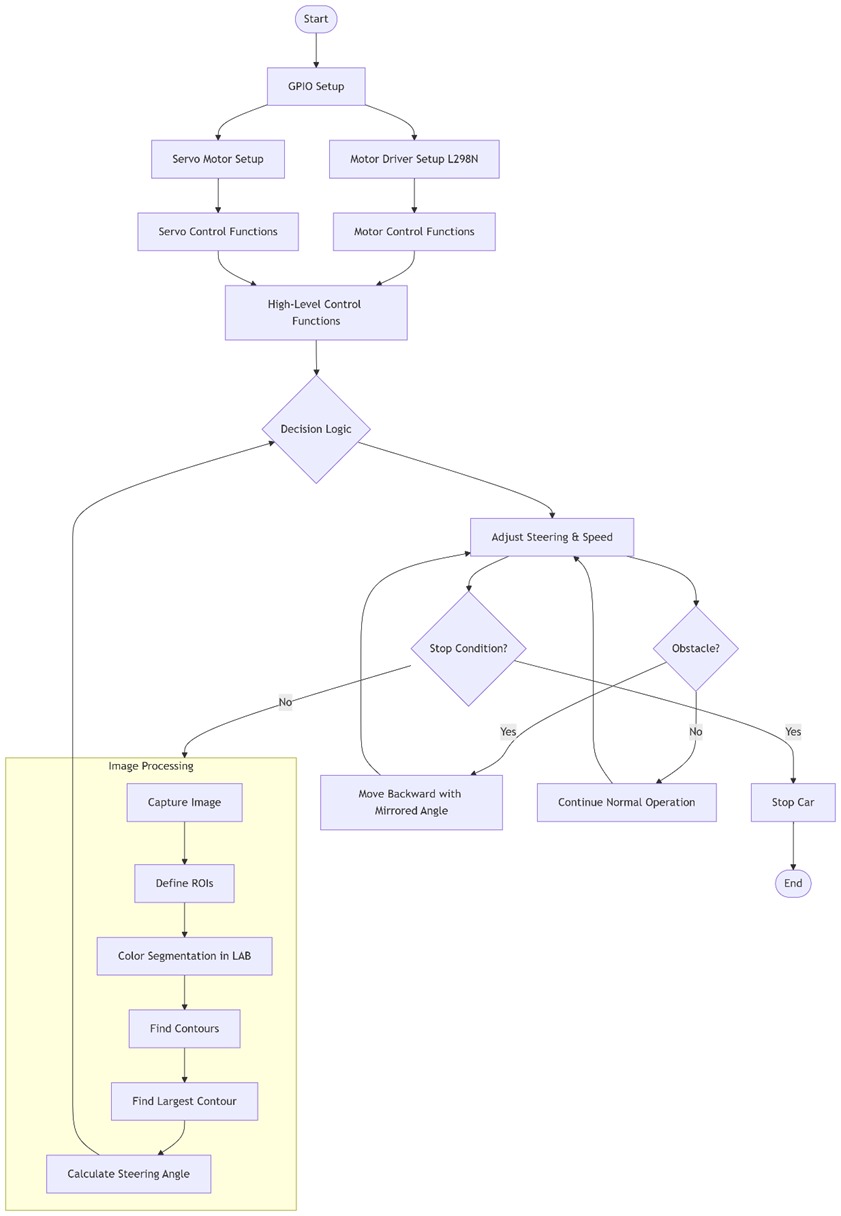 Start
GPIO Setup
Servo Motor Setup
Motor Driver Setup L298N
Servo Control Functions
Motor Control Functions
High-Level Control
Functions
Decision Logic
Adjust Steering & Speed
Stop Condition?
Obstacle?
No
Yes
No
Yes
Image Processing
Capture Image
Move Backward with
Mirrored Angle
Continue Normal Operation
Stop Car
Define ROIs
End
Color Segmentation in LAB
Find Contours
Find Largest Contour
Calculate Steering Angle